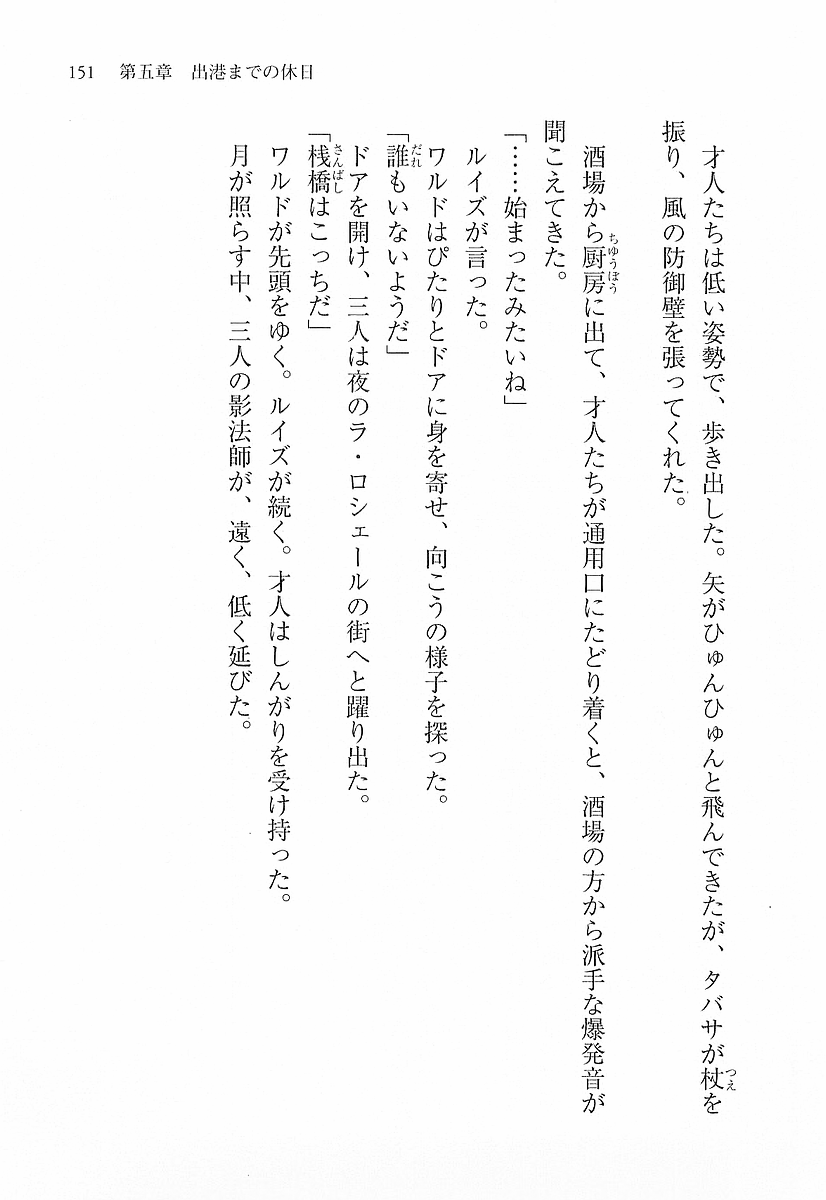 151　第五章　出港までの休日
才人たちは低い姿勢で、歩き出した。矢がひゅんひゅんと飛んできたが、タバサが杖を
振り、風の防御壁を張ってくれた。
酒場から厨房に出て、才人たちが通用口にたどり着くと、酒場の方から派手な爆発音が
聞こえてきた。
「……始まったみたいね」
ルイズが言った。
ワルドはぴたりとドアに身を寄せ、向こうの様子を探った。
「誰もいないようだ」
ドアを開け、三人は夜のラ・ロシェールの街へと躍り出た。
「桟橋はこっちだ」
ワルドが先頭をゆく。ルイズが続く。才人はしんがりを受け持った。
月が照らす中、三人の影法師が、遠く、低く延びた。